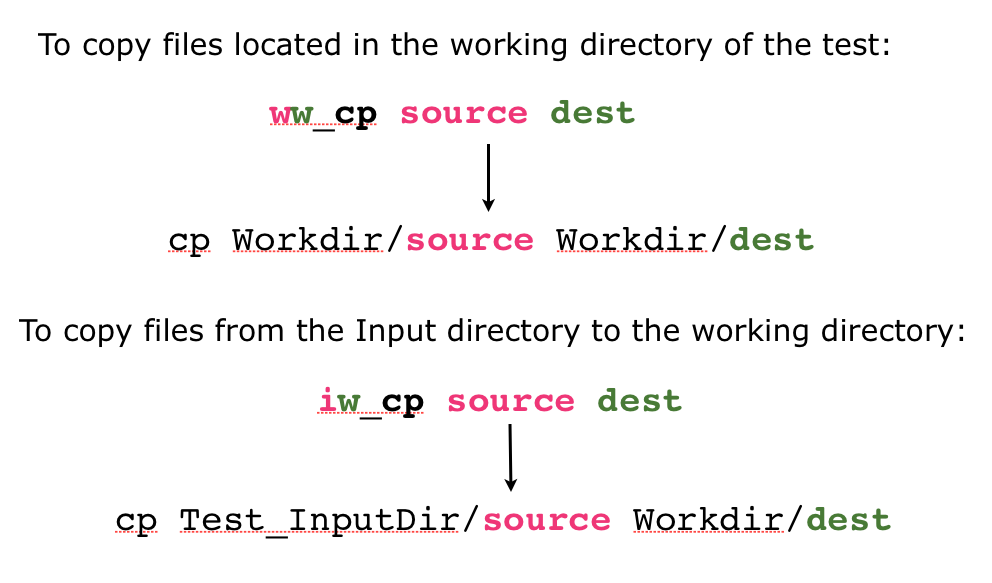 To copy files located in the working directory of the test:
ww_cp source dest
cp Workdir/source Workdir/dest
To copy files from the Input directory to the working directory:
iw_cp source dest
cp Test_InputDir/source Workdir/dest